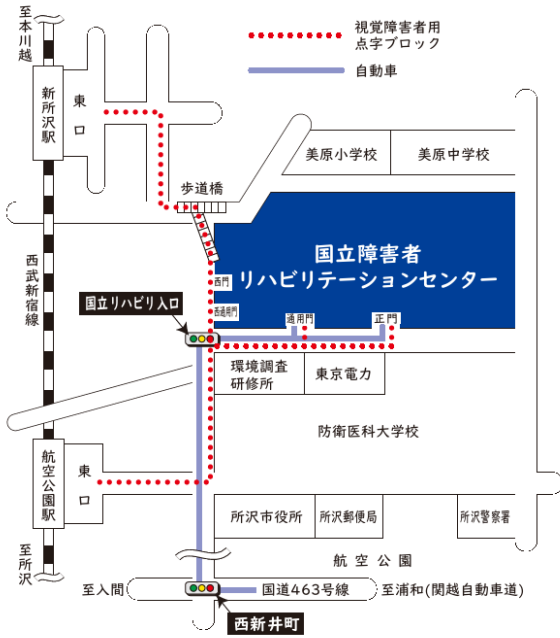 至本川越
視覚障害者用
点字ブロック
自動車
新所沢駅
東口
美原小学校
美原中学校
歩道橋
国立障害者
リハビリテーションセンター
西武新宿線
西門
国立リハビリ入口
西通用門
通用門
正門
環境調査
研修所
東京電力
防衛医科大学校
航空公園駅
東口
所沢市役所
所沢郵便局
所沢警察署
至所沢
航空公園
至入間
国道463号線
至浦和(関越自動車道)
西新井町